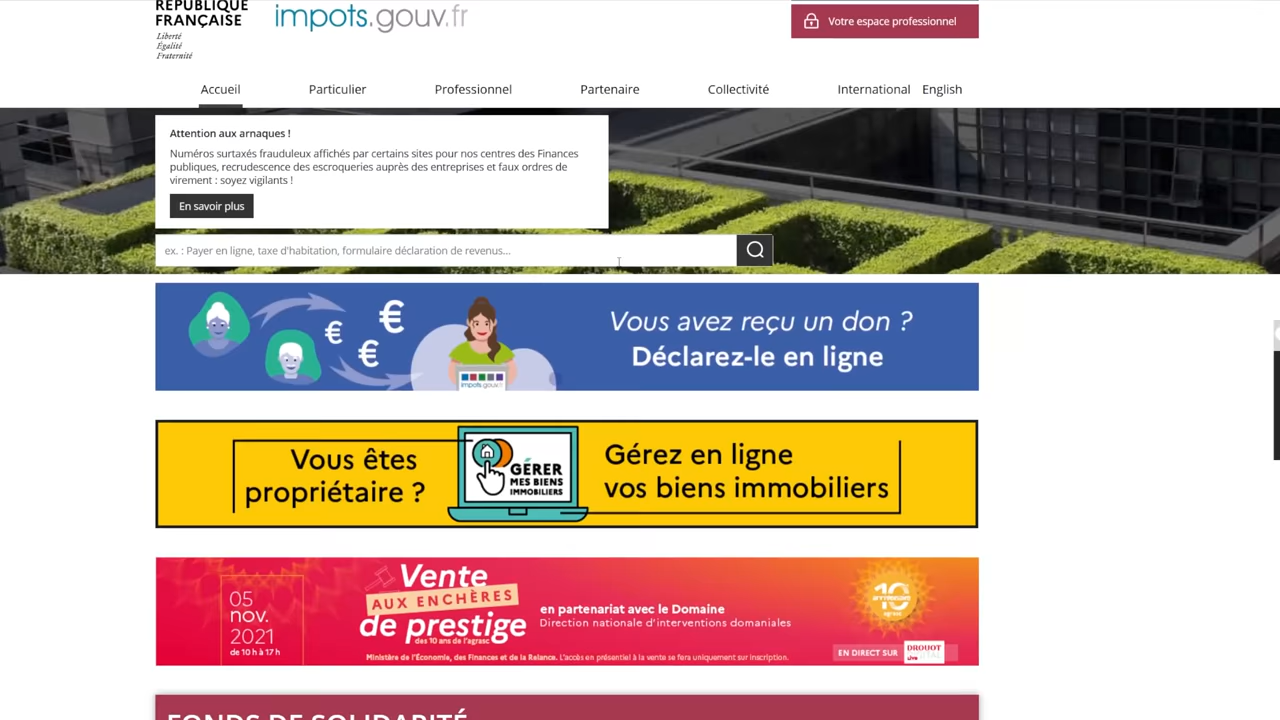 RÉPUBLIQUE
FRANÇAISE
Liberté
Égalité
Fraternité
impots.gouv.fr
Votre espace professionnel
Accueil Particulier Professionnel Partenaire Collectivité International English
Attention aux arnaques !
Numéros surtaxés frauduleux affichés par certains sites pour nos centres des Finances
publiques, recrudescence des escroqueries auprès des entreprises et faux ordres de
virement : soyez vigilants !
En savoir plus
ex. : Payer en ligne, taxe d'habitation, formulaire déclaration de revenus...
€
€
€
impots.gouv.fr
Vous avez reçu un don ?
Déclarez-le en ligne
Vous êtes
propriétaire ?
GÉRER
MES BIENS
IMMOBILIERS
Gérez en ligne
vos biens immobiliers
05
nov.
2021
de 10 h à 17 h
Vente
AUX ENCHÈRES
de prestige
des 10 ans de l'agrasc
en partenariat avec le Domaine
Direction nationale d'interventions domaniales
Ministère de l'Économie, des Finances et de la Relance. L'accès en présentiel à la vente se fera uniquement sur inscription.
10
agrasc
EN DIRECT SUR
DROUOT
Live
FONDS DE SOLIDARITÉ